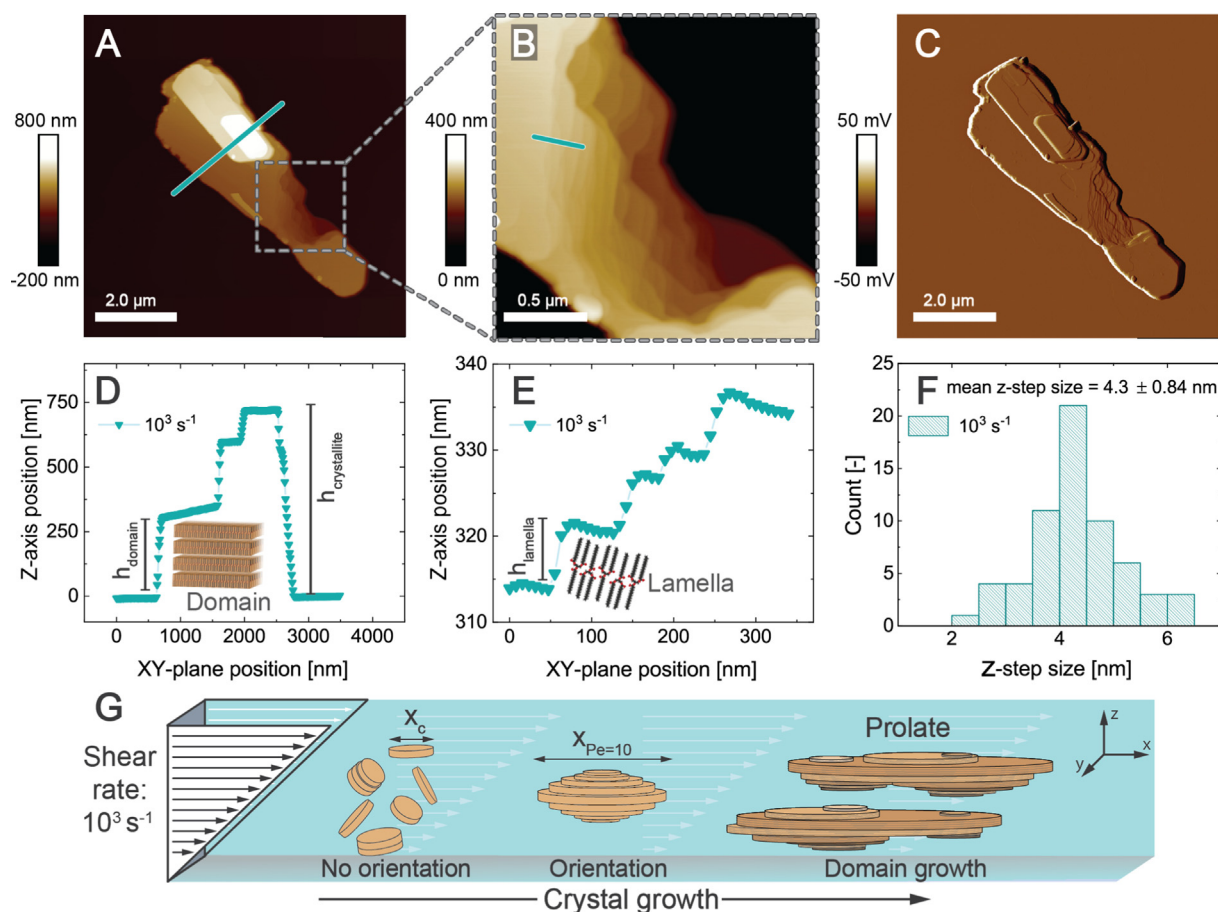 A
800 nm
-200 nm
2.0 µm
B
400 nm
0 nm
0.5 µm
C
50 mV
-50 mV
2.0 µm
D
Z-axis position [nm]
750
500
250
0
10³ s⁻¹
h_domain
h_crystallite
Domain
0 1000 2000 3000 4000
XY-plane position [nm]
E
Z-axis position [nm]
340
330
320
310
10³ s⁻¹
h_lamella
Lamella
0 100 200 300
XY-plane position [nm]
F
mean z-step size = 4.3 ± 0.84 nm
10³ s⁻¹
Count [-]
25
20
15
10
5
0
2 4 6
z-step size [nm]
G
Shear
rate:
10³ s⁻¹
X_c
X_Pe=10
Prolate
z
y
x
No orientation
Orientation
Domain growth
Crystal growth